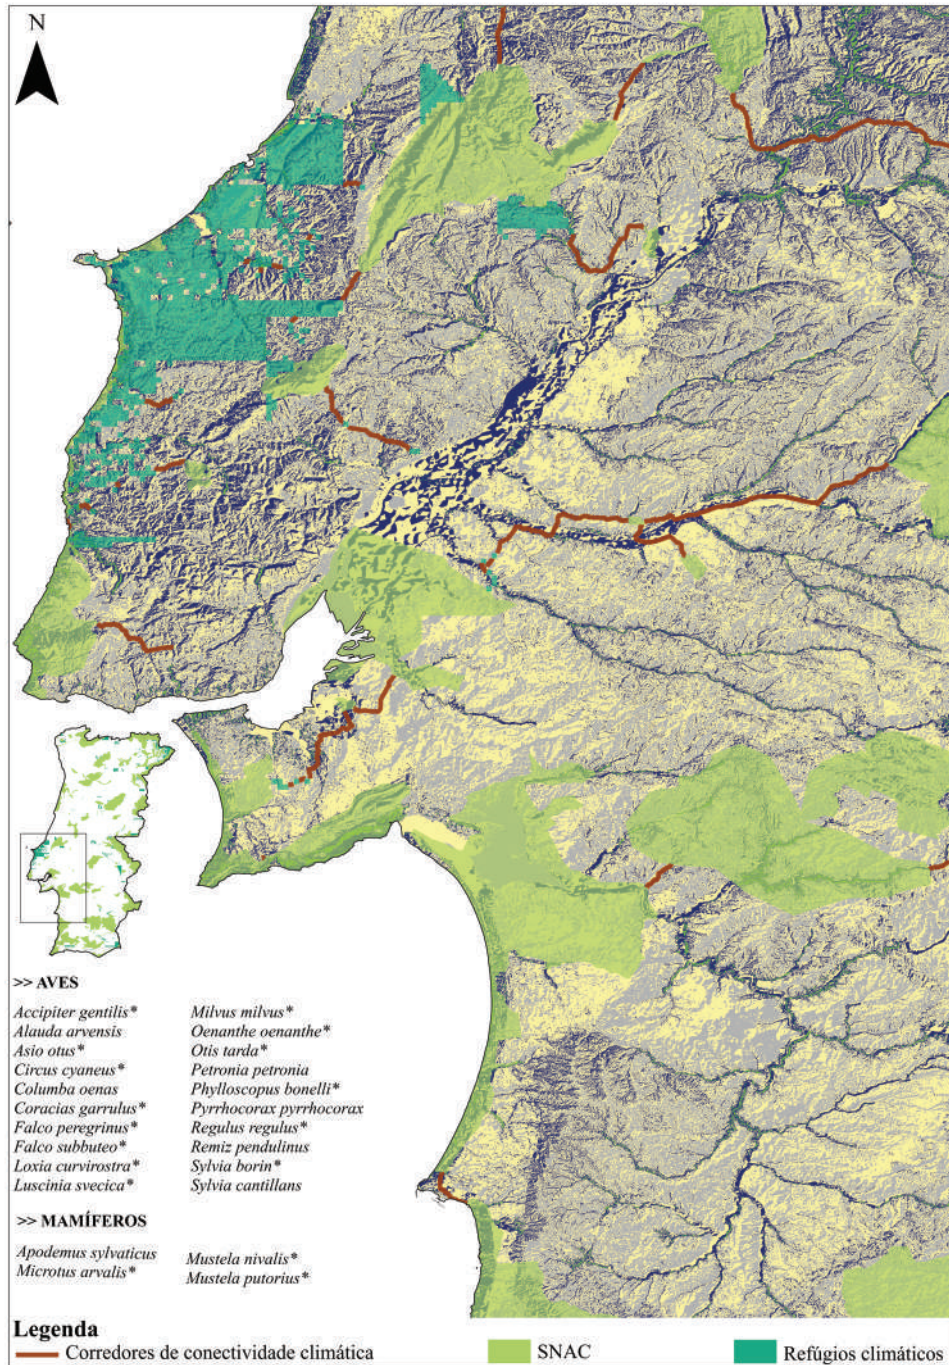 N
>> AVES
Accipiter gentilis*
Alauda arvensis
Asio otus*
Circus cyaneus*
Columba oenas
Coracias garrulus*
Falco peregrinus*
Falco subbuteo*
Loxia curvirostra*
Luscinia svecica*
Milvus milvus*
Oenanthe oenanthe*
Otis tarda*
Petronia petronia
Phylloscopus bonelli*
Pyrrhocorax pyrrhocorax
Regulus regulus*
Remiz pendulinus
Sylvia borin*
Sylvia cantillans
>> MAMÍFEROS
Apodemus sylvaticus
Microtus arvalis*
Mustela nivalis*
Mustela putorius*
Legenda
Corredores de conectividade climática
SNAC
Refúgios climáticos